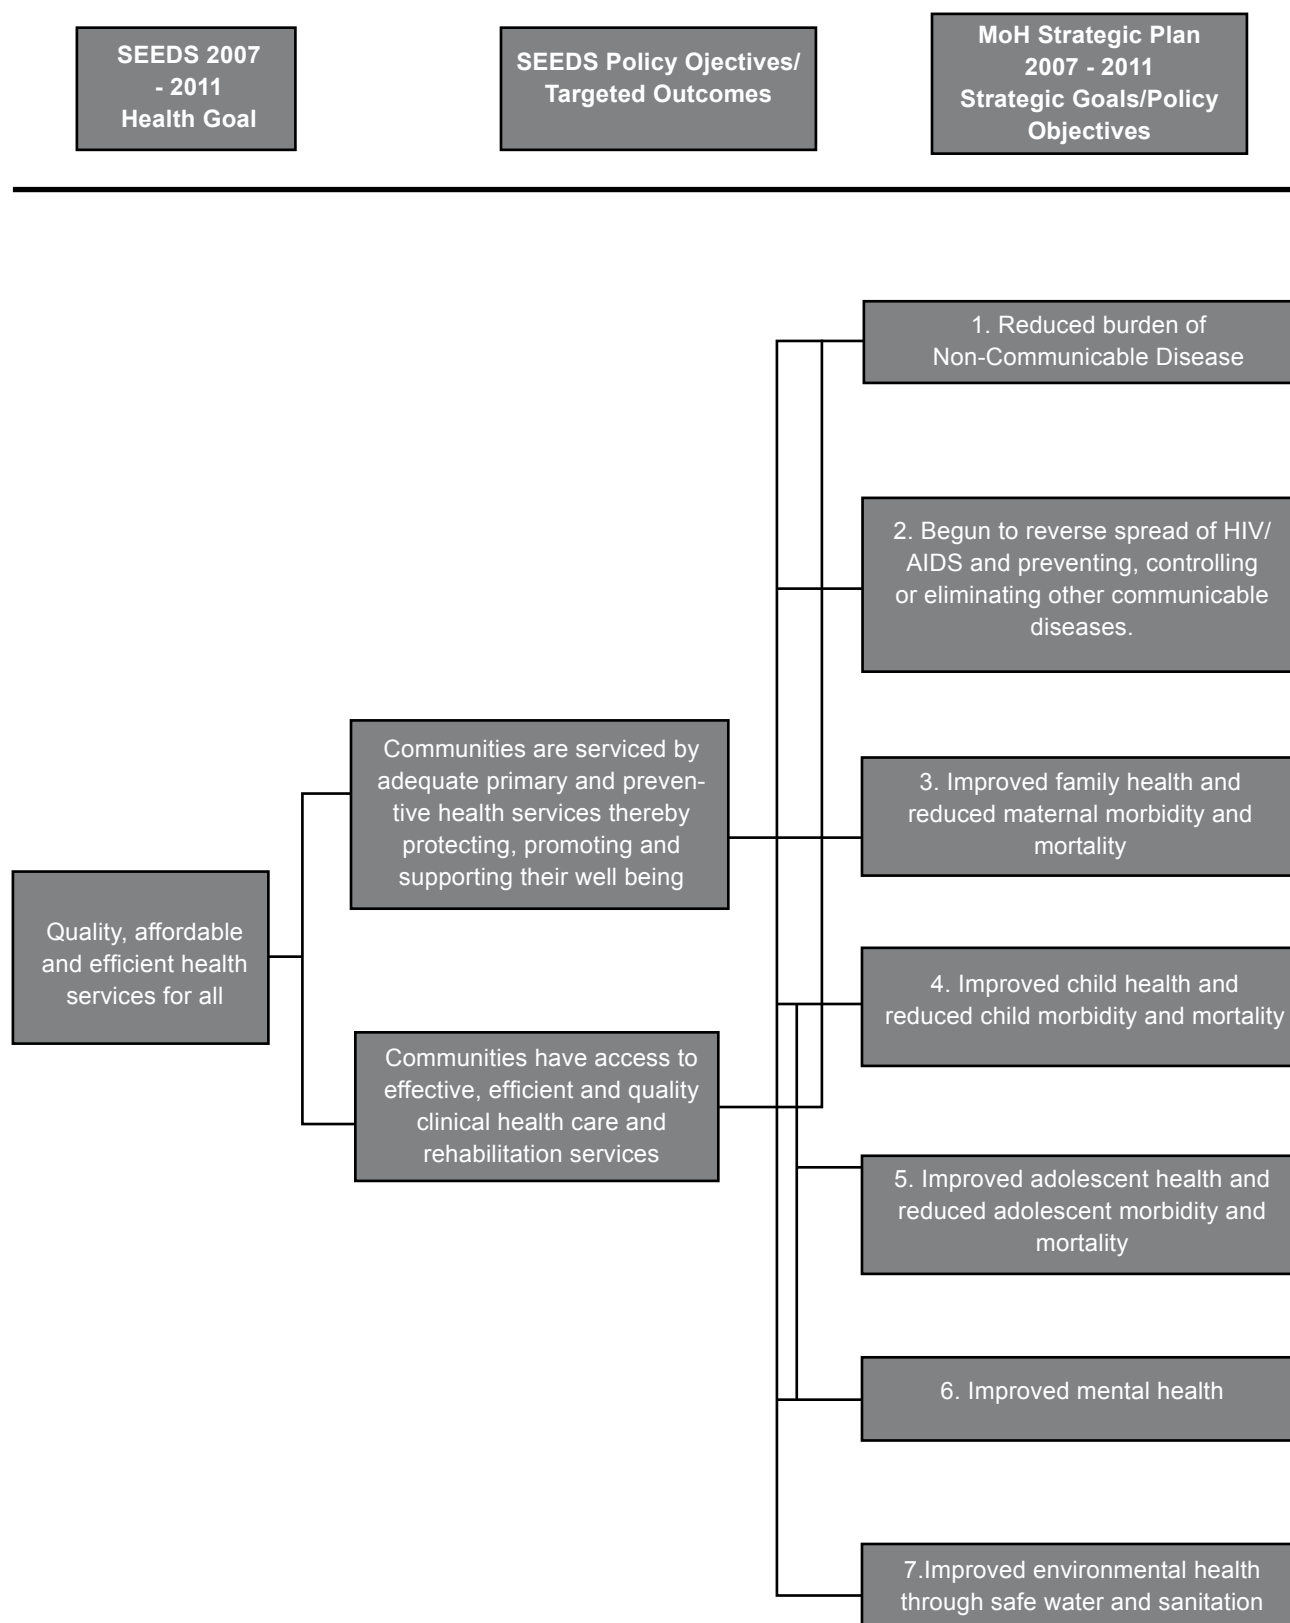 SEEDS 2007
- 2011
Health Goal
SEEDS Policy Ojectives/
Targeted Outcomes
MoH Strategic Plan
2007 - 2011
Strategic Goals/Policy
Objectives
Quality, affordable
and efficient health
services for all
Communities are serviced by
adequate primary and preven-
tive health services thereby
protecting, promoting and
supporting their well being
Communities have access to
effective, efficient and quality
clinical health care and
rehabilitation services
1. Reduced burden of
Non-Communicable Disease
2. Begun to reverse spread of HIV/
AIDS and preventing, controlling
or eliminating other communicable
diseases.
3. Improved family health and
reduced maternal morbidity and
mortality
4. Improved child health and
reduced child morbidity and mortality
5. Improved adolescent health and
reduced adolescent morbidity and
mortality
6. Improved mental health
7.Improved environmental health
through safe water and sanitation